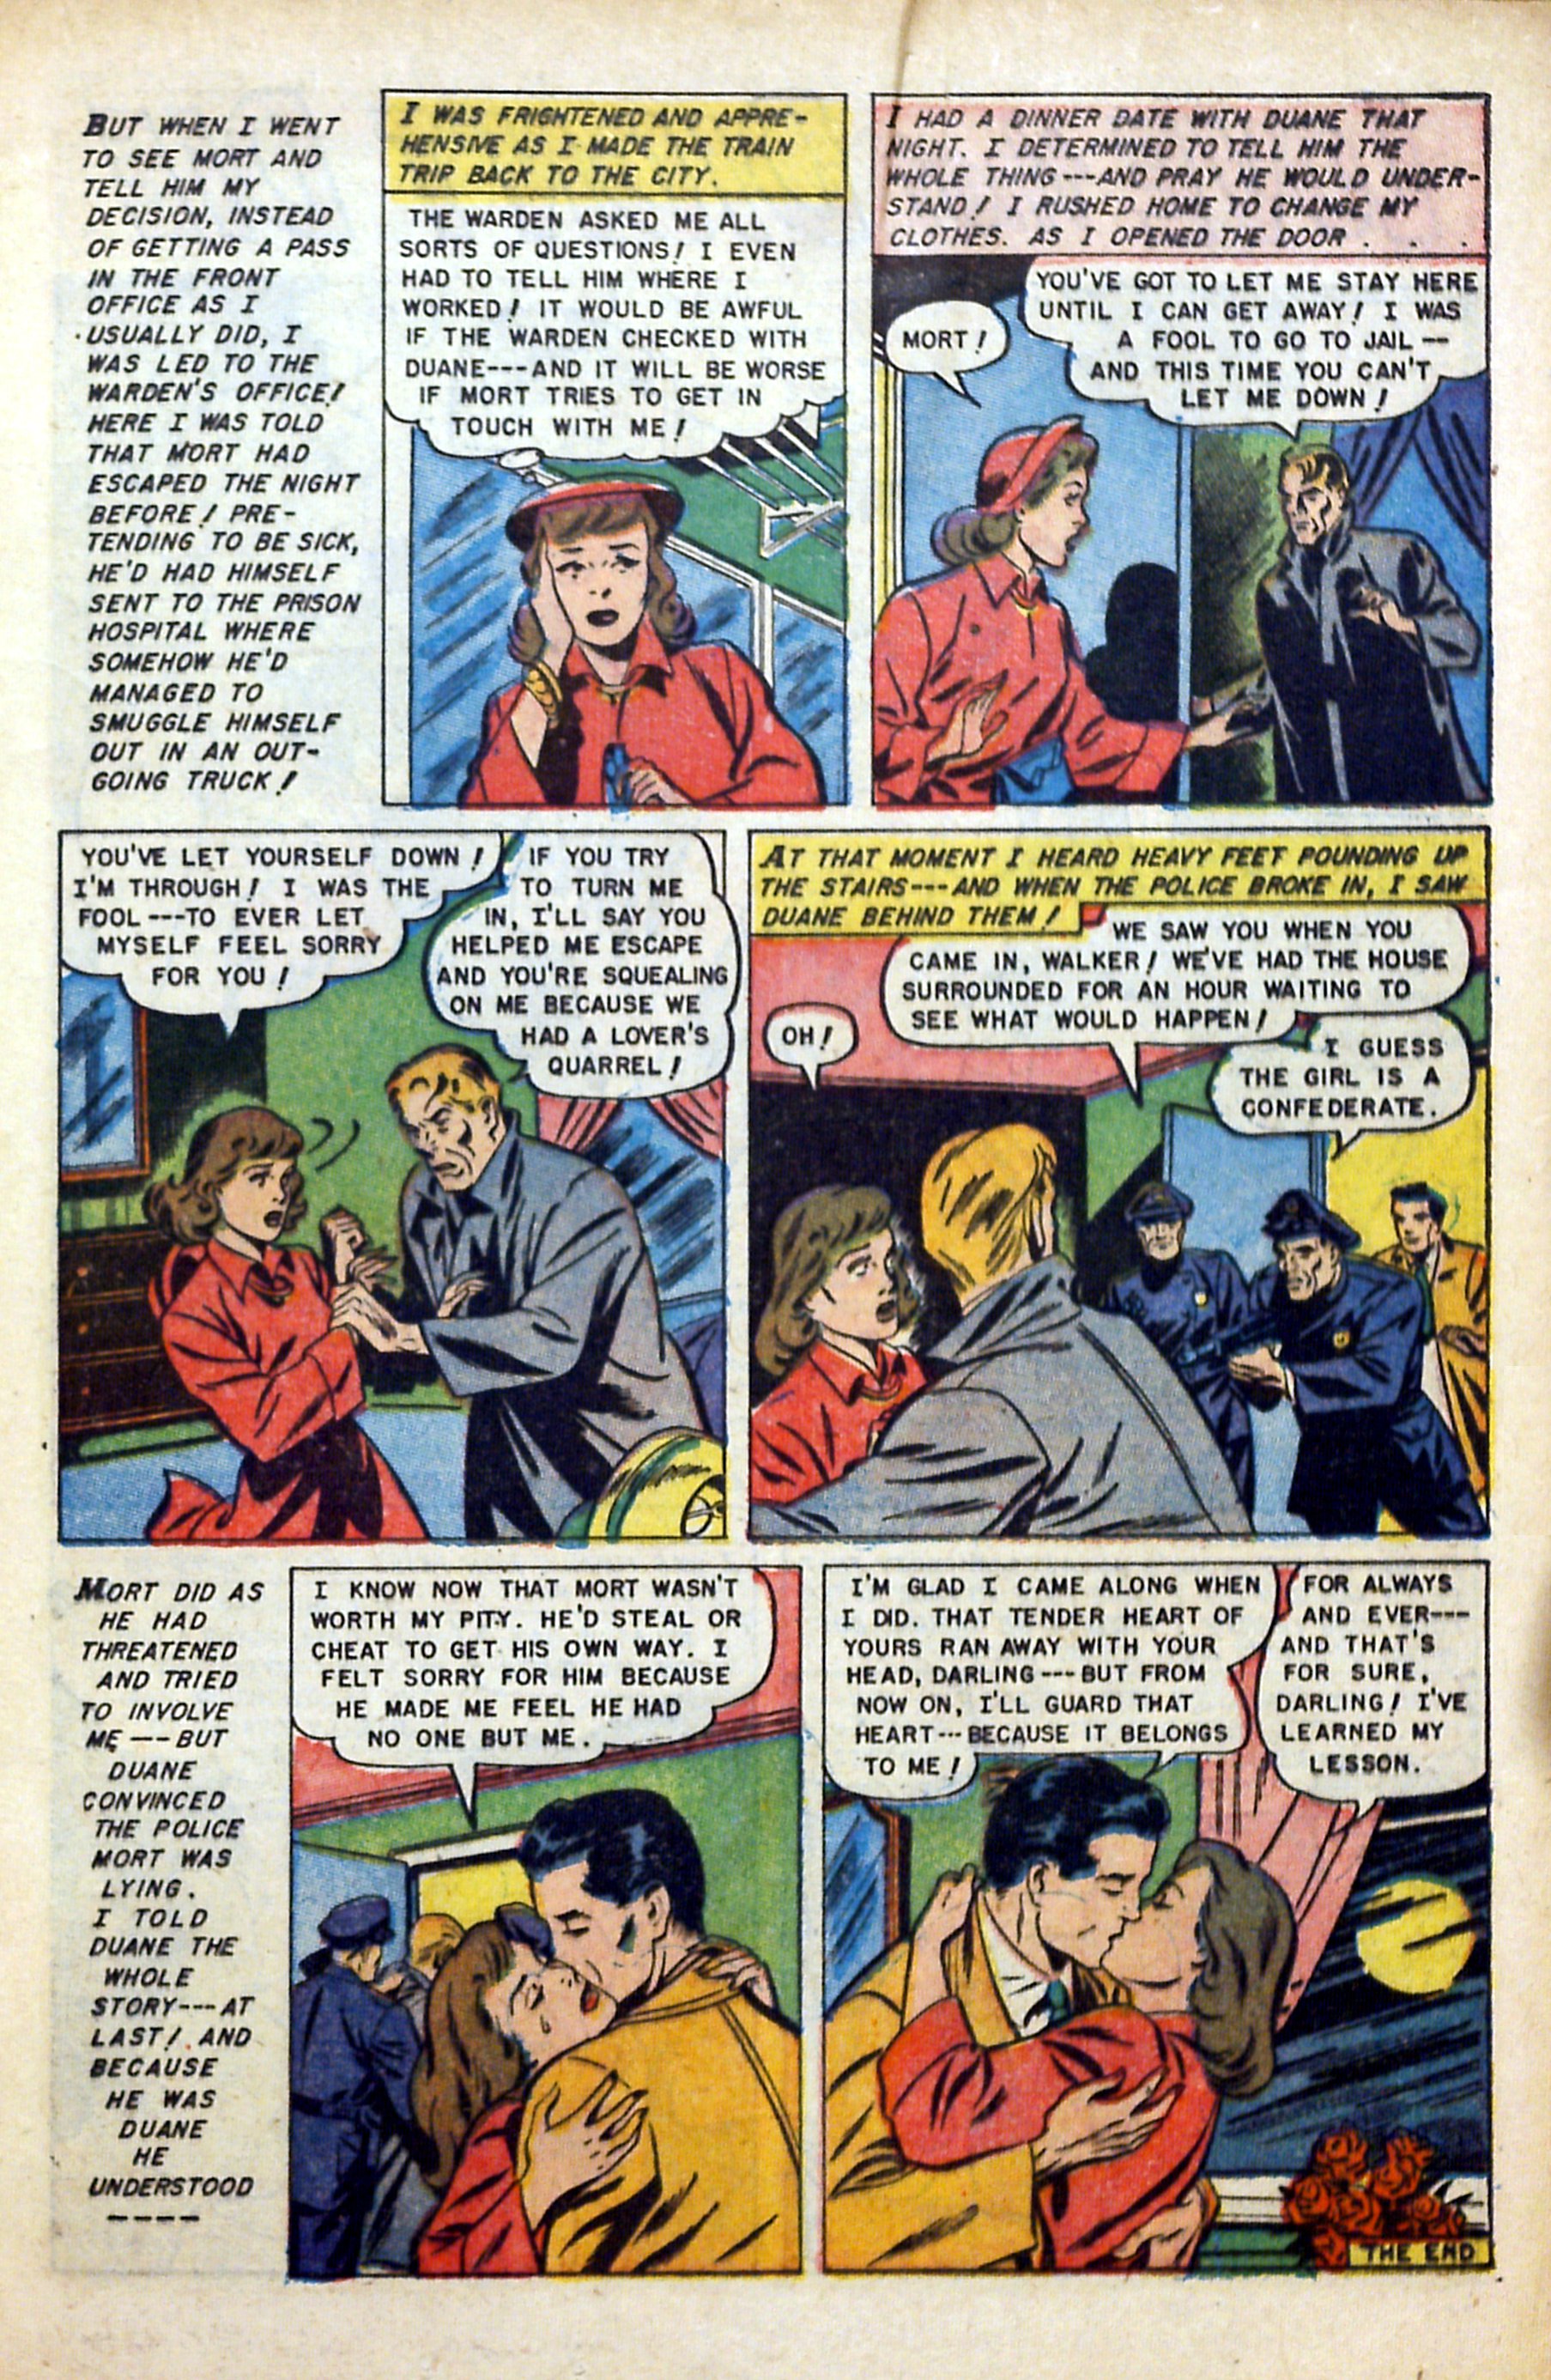 BUT WHEN I WENT
TO SEE MORT AND
TELL HIM MY
DECISION, INSTEAD
OF GETTING A PASS
IN THE FRONT
OFFICE AS I
USUALLY DID, I
WAS LED TO THE
WARDEN'S OFFICE!
HERE I WAS TOLD
THAT MORT HAD
ESCAPED THE NIGHT
BEFORE! PRE-
TENDING TO BE SICK,
HE'D HAD HIMSELF
SENT TO THE PRISON
HOSPITAL WHERE
SOMEHOW HE'D
MANAGED TO
SMUGGLE HIMSELF
OUT IN AN OUT-
GOING TRUCK!
I WAS FRIGHTENED AND APPRE-
HENSIVE AS I MADE THE TRAIN
TRIP BACK TO THE CITY.
THE WARDEN ASKED ME ALL
SORTS OF QUESTIONS! I EVEN
HAD TO TELL HIM WHERE I
WORKED! IT WOULD BE AWFUL
IF THE WARDEN CHECKED WITH
DUANE---AND IT WILL BE WORSE
IF MORT TRIES TO GET IN
TOUCH WITH ME!
I HAD A DINNER DATE WITH DUANE THAT
NIGHT. I DETERMINED TO TELL HIM THE
WHOLE THING---AND PRAY HE WOULD UNDER-
STAND! I RUSHED HOME TO CHANGE MY
CLOTHES. AS I OPENED THE DOOR . . .
MORT!
YOU'VE GOT TO LET ME STAY HERE
UNTIL I CAN GET AWAY! I WAS
A FOOL TO GO TO JAIL--
AND THIS TIME YOU CAN'T
LET ME DOWN!
YOU'VE LET YOURSELF DOWN!
I'M THROUGH! I WAS THE
FOOL---TO EVER LET
MYSELF FEEL SORRY
FOR YOU!
IF YOU TRY
TO TURN ME
IN, I'LL SAY YOU
HELPED ME ESCAPE
AND YOU'RE SQUEALING
ON ME BECAUSE WE
HAD A LOVER'S
QUARREL!
AT THAT MOMENT I HEARD HEAVY FEET POUNDING UP
THE STAIRS---AND WHEN THE POLICE BROKE IN, I SAW
DUANE BEHIND THEM!
OH!
WE SAW YOU WHEN YOU
CAME IN, WALKER! WE'VE HAD THE HOUSE
SURROUNDED FOR AN HOUR WAITING TO
SEE WHAT WOULD HAPPEN!
I GUESS
THE GIRL IS A
CONFEDERATE.
MORT DID AS
HE HAD
THREATENED
AND TRIED
TO INVOLVE
ME --BUT
DUANE
CONVINCED
THE POLICE
MORT WAS
LYING.
I TOLD
DUANE THE
WHOLE
STORY---AT
LAST! AND
BECAUSE
HE WAS
DUANE
HE
UNDERSTOOD
----
I KNOW NOW THAT MORT WASN'T
WORTH MY PITY. HE'D STEAL OR
CHEAT TO GET HIS OWN WAY. I
FELT SORRY FOR HIM BECAUSE
HE MADE ME FEEL HE HAD
NO ONE BUT ME.
I'M GLAD I CAME ALONG WHEN
I DID. THAT TENDER HEART OF
YOURS RAN AWAY WITH YOUR
HEAD, DARLING---BUT FROM
NOW ON, I'LL GUARD THAT
HEART---BECAUSE IT BELONGS
TO ME!
FOR ALWAYS
AND EVER---
AND THAT'S
FOR SURE,
DARLING! I'VE
LEARNED MY
LESSON.
THE END